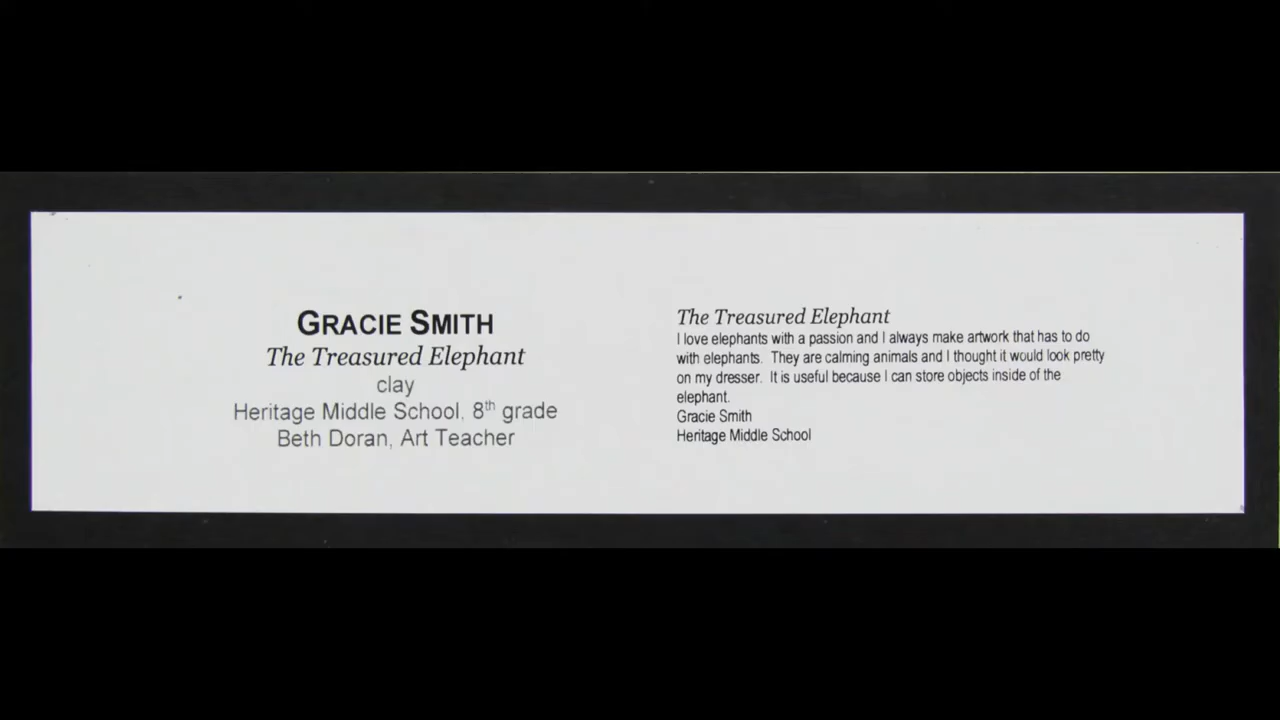 GRACIE SMITH
The Treasured Elephant
clay
Heritage Middle School, 8th grade
Beth Doran, Art Teacher
The Treasured Elephant
I love elephants with a passion and I always make artwork that has to do
with elephants. They are calming animals and I thought it would look pretty
on my dresser. It is useful because I can store objects inside of the
elephant.
Gracie Smith
Heritage Middle School